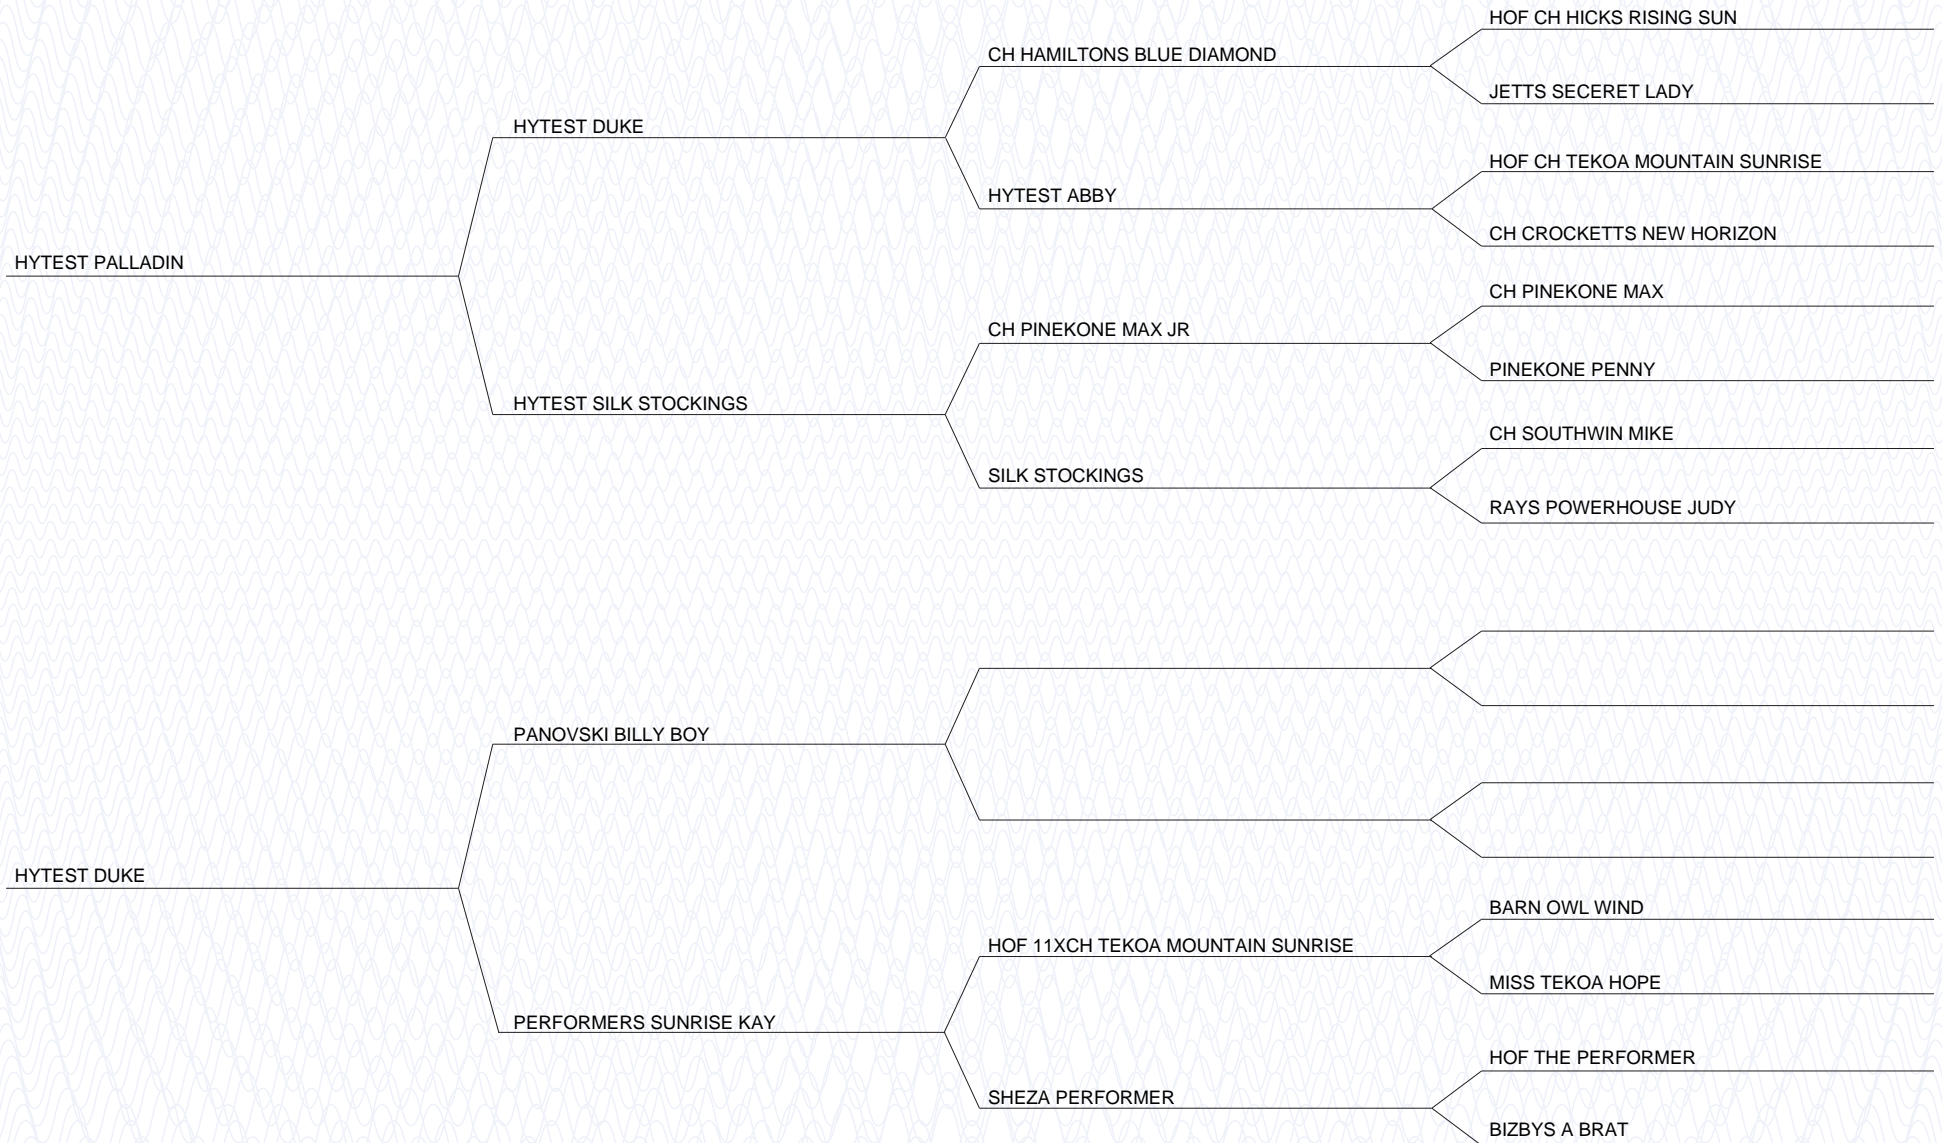 HOF CH HICKS RISING SUN
CH HAMILTONS BLUE DIAMOND
JETTS SECERET LADY
HYTEST DUKE
HOF CH TEKOA MOUNTAIN SUNRISE
HYTEST ABBY
CH CROCKETTS NEW HORIZON
HYTEST PALLADIN
CH PINEKONE MAX
CH PINEKONE MAX JR
PINEKONE PENNY
HYTEST SILK STOCKINGS
CH SOUTHWIN MIKE
SILK STOCKINGS
RAYS POWERHOUSE JUDY
PANOVSKI BILLY BOY
HYTEST DUKE
BARN OWL WIND
HOF 11XCH TEKOA MOUNTAIN SUNRISE
MISS TEKOA HOPE
PERFORMERS SUNRISE KAY
HOF THE PERFORMER
SHEZA PERFORMER
BIZBYS A BRAT